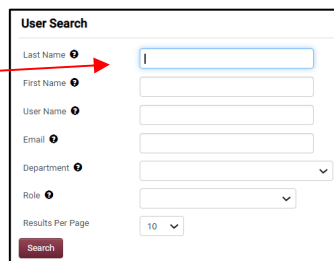 User Search
Last Name ?
First Name ?
User Name ?
Email ?
Department ?
Role ?
Results Per Page 10
Search